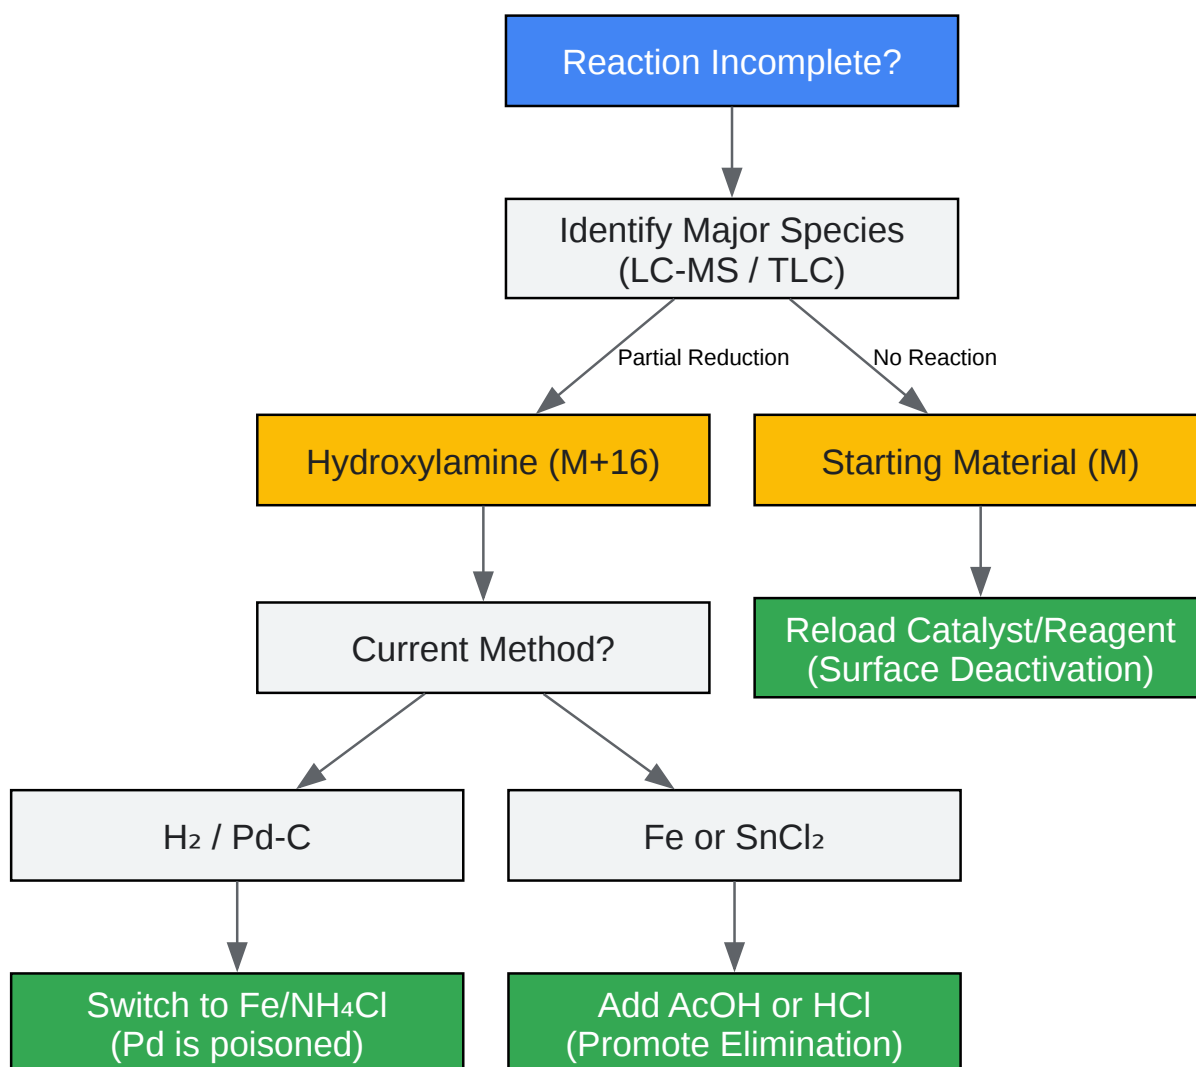 Reaction Incomplete?
Identify Major Species
(LC-MS / TLC)
Partial Reduction
No Reaction
Hydroxylamine (M+16)
Starting Material (M)
Current Method?
Reload Catalyst/Reagent
(Surface Deactivation)
H₂ / Pd-C
Fe or SnCl₂
Switch to Fe/NH₄Cl
(Pd is poisoned)
Add AcOH or HCl
(Promote Elimination)